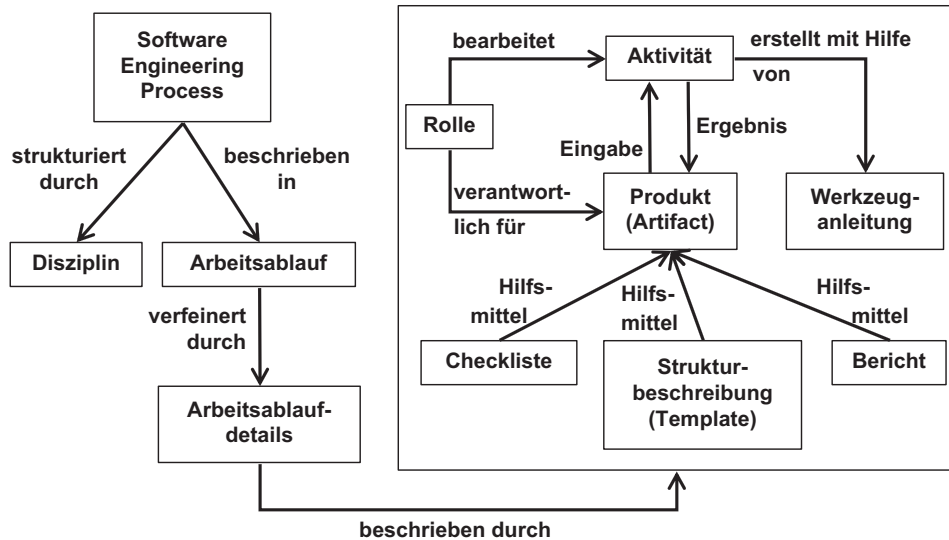 Software
Engineering
Process
strukturiert
durch
beschrieben
in
Disziplin
Arbeitsablauf
verfeinert
durch
Arbeitsablauf-
details
beschrieben durch
bearbeitet
Aktivität
erstellt mit Hilfe
von
Rolle
Eingabe
Ergebnis
verantwort-
lich für
Produkt
(Artifact)
Werkzeug-
anleitung
Hilfs-
mittel
Hilfs-
mittel
Hilfs-
mittel
Checkliste
Struktur-
beschreibung
(Template)
Bericht